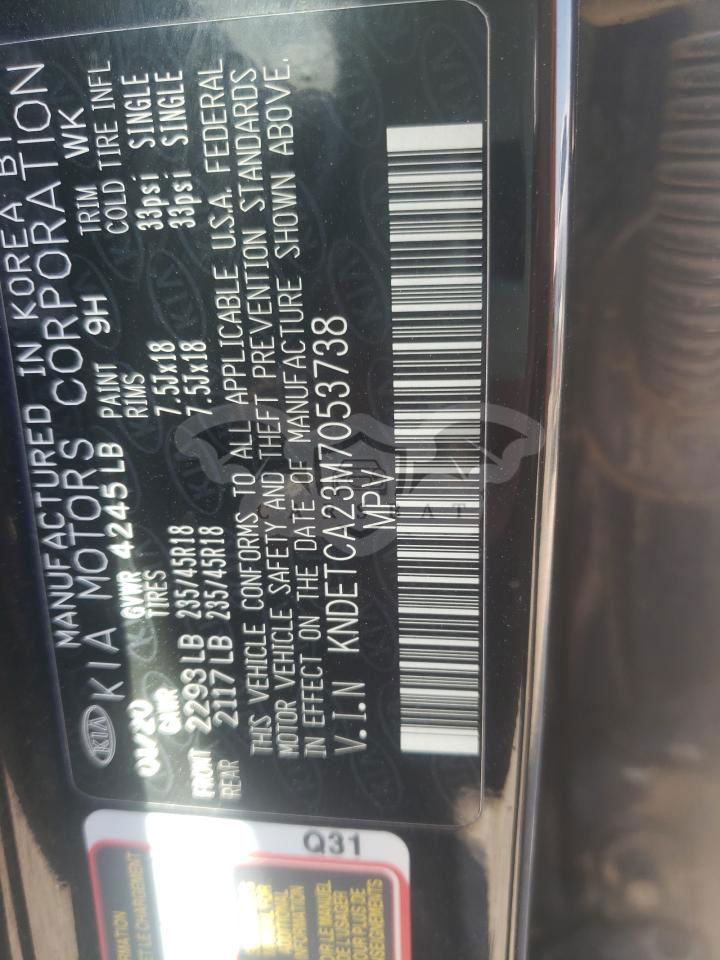 MANUFACTURED IN KOREA BY
KIA KIA MOTORS CORPORATION
GVWR 4245 LB PAINT 9H TRIM WK
GAWR TIRES RIMS COLD TIRE INFL
FRONT 2293 LB 235/45R18 7.5Jx18 33psi SINGLE
REAR 2117 LB 235/45R18 7.5Jx18 33psi SINGLE
THIS VEHICLE CONFORMS TO ALL APPLICABLE U.S.A. FEDERAL
MOTOR VEHICLE SAFETY AND THEFT PREVENTION STANDARDS
IN EFFECT ON THE DATE OF MANUFACTURE SHOWN ABOVE.
V.I.N KNDETCA23M7053738
MPV
Q31